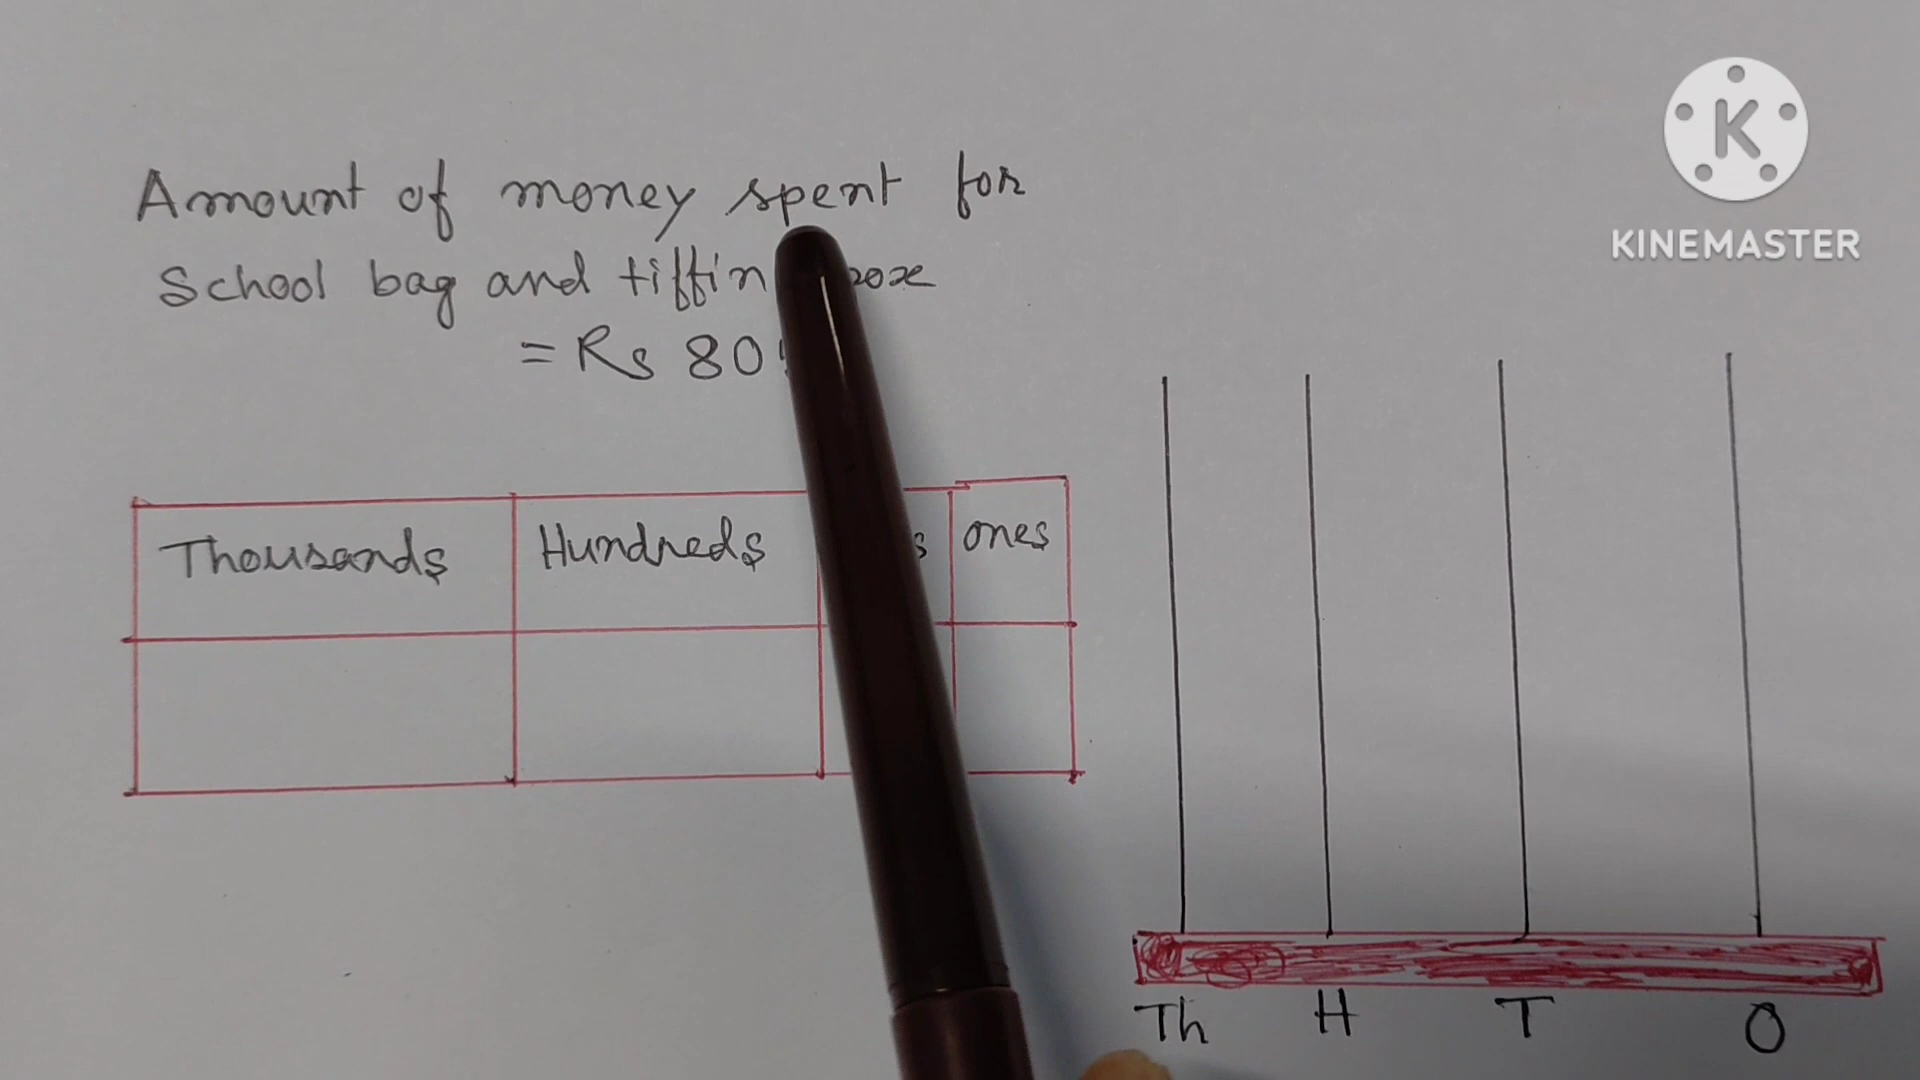 Amount of money spent for
School bag and tiffin
= Rs 80
Thousands Hundreds ones
Th H T O
KINEMASTER